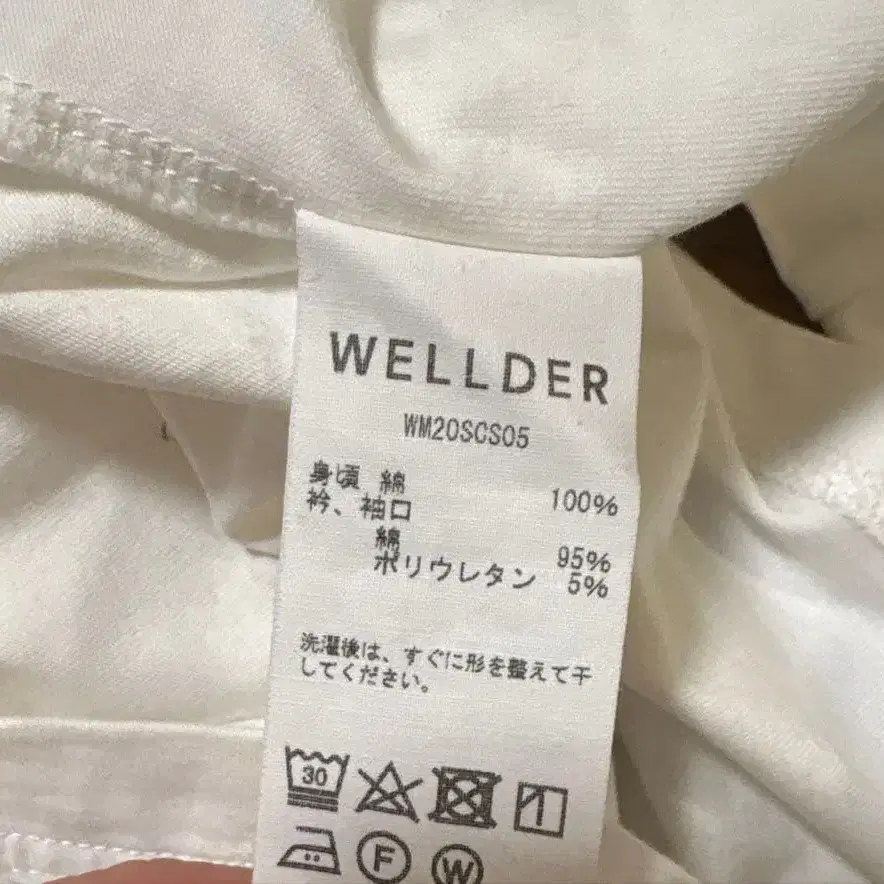 WELLDER
WM20SCS05
身頃 綿 100%
衿、袖口
綿 95%
ポリウレタン 5%
洗濯後は、すぐに形を整えて干
してください。
30
F W